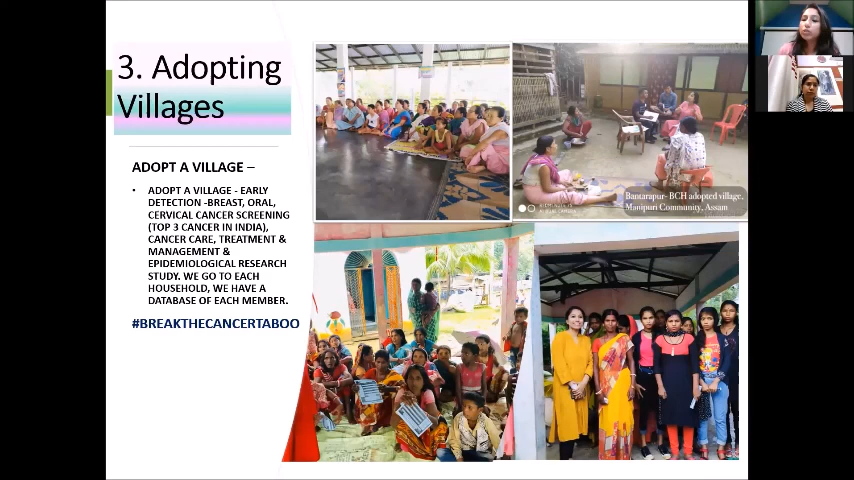 3. Adopting
Villages
ADOPT A VILLAGE –
• ADOPT A VILLAGE - EARLY
DETECTION -BREAST, ORAL,
CERVICAL CANCER SCREENING
(TOP 3 CANCER IN INDIA),
CANCER CARE, TREATMENT &
MANAGEMENT &
EPIDEMIOLOGICAL RESEARCH
STUDY. WE GO TO EACH
HOUSEHOLD, WE HAVE A
DATABASE OF EACH MEMBER.
#BREAKTHECANCERTABOO
Bantarapur- BCH adopted village,
Manipuri Community, Assam